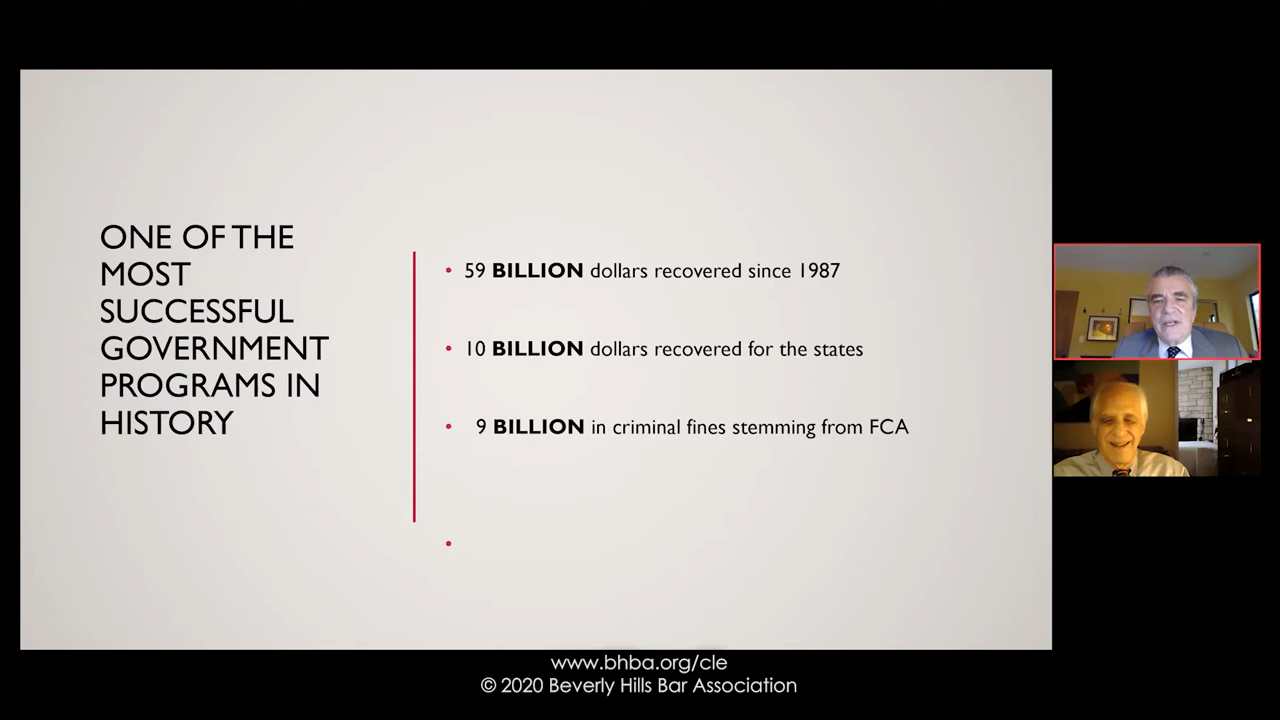 ONE OF THE
MOST
SUCCESSFUL
GOVERNMENT
PROGRAMS IN
HISTORY
• 59 BILLION dollars recovered since 1987
• 10 BILLION dollars recovered for the states
• 9 BILLION in criminal fines stemming from FCA
•
www.bhba.org/cle
© 2020 Beverly Hills Bar Association